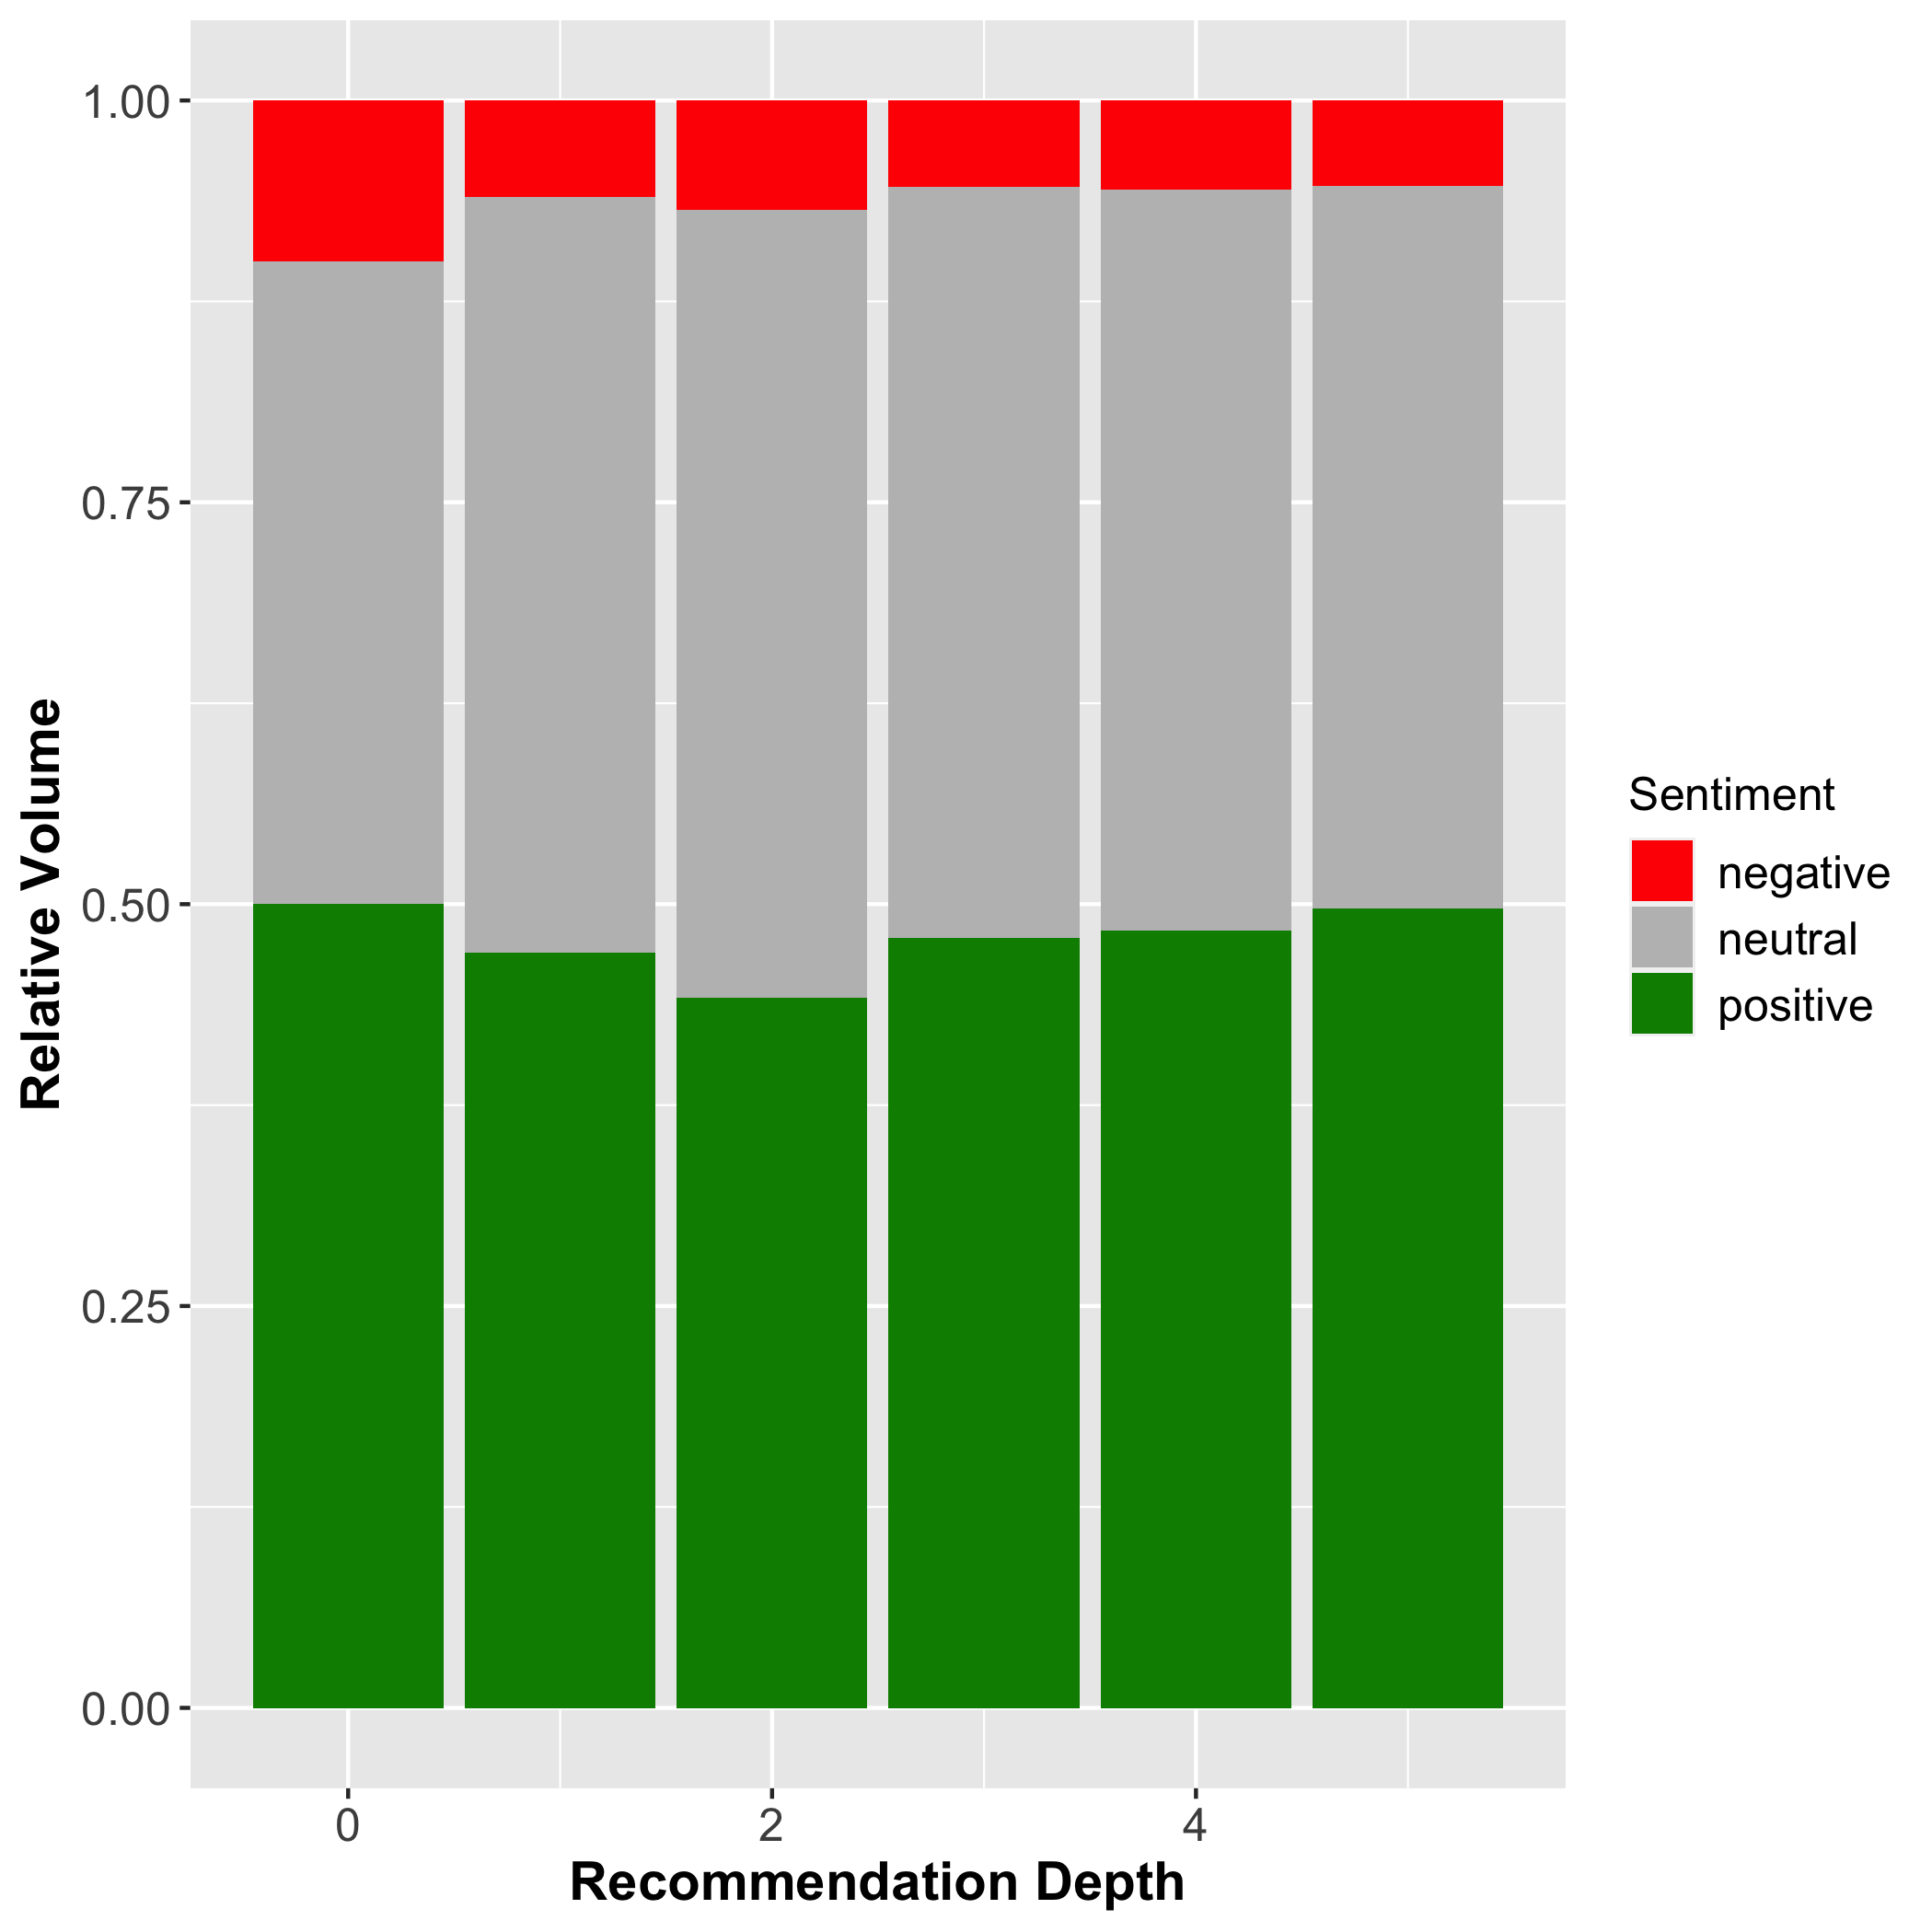 Relative Volume
1.00
0.75
0.50
0.25
0.00
0
2
4
Recommendation Depth
Sentiment
negative
neutral
positive